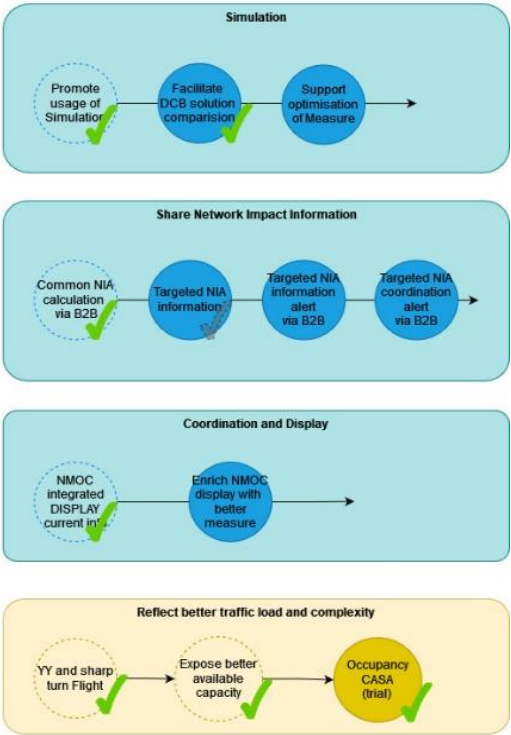 Simulation
Promote
usage of
Simulation
Facilitate
DCB solution
comparision
Support
optimisation
of Measure
Share Network Impact Information
Common NIA
calculation
via B2B
Targeted NIA
information
Targeted NIA
information
alert
via B2B
Targeted NIA
coordination
alert
via B2B
Coordination and Display
NMOC
integrated
DISPLAY
current info
Enrich NMOC
display with
better
measure
Reflect better traffic load and complexity
YY and sharp
turn Flight
Expose better
available
capacity
Occupancy
CASA
(trial)